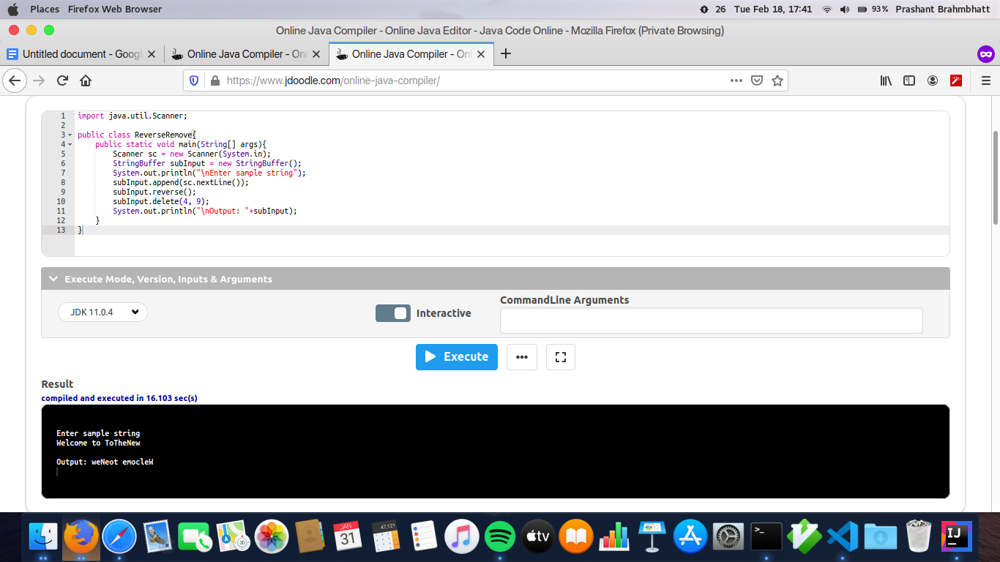 Places Firefox Web Browser 26 Tue Feb 18, 17:41 93% Prashant Brahmbhatt
Online Java Compiler - Online Java Editor - Java Code Online - Mozilla Firefox (Private Browsing)
Untitled document - Goog Online Java Compiler - Onl Online Java Compiler - Onl
https://www.jdoodle.com/online-java-compiler/
1 import java.util.Scanner;
2
3 public class ReverseRemove{
4 public static void main(String[] args){
5 Scanner sc = new Scanner(System.in);
6 StringBuffer subInput = new StringBuffer();
7 System.out.println("\nEnter sample string");
8 subInput.append(sc.nextLine());
9 subInput.reverse();
10 subInput.delete(4, 9);
11 System.out.println("\nOutput: "+subInput);
12 }
13 }
Execute Mode, Version, Inputs & Arguments
CommandLine Arguments
JDK 11.0.4 Interactive
Execute
Result
compiled and executed in 16.103 sec(s)
Enter sample string
Welcome to ToTheNew
Output: weNeot emocleW
JAN
31
47,121
3D
tv
>_
IJ